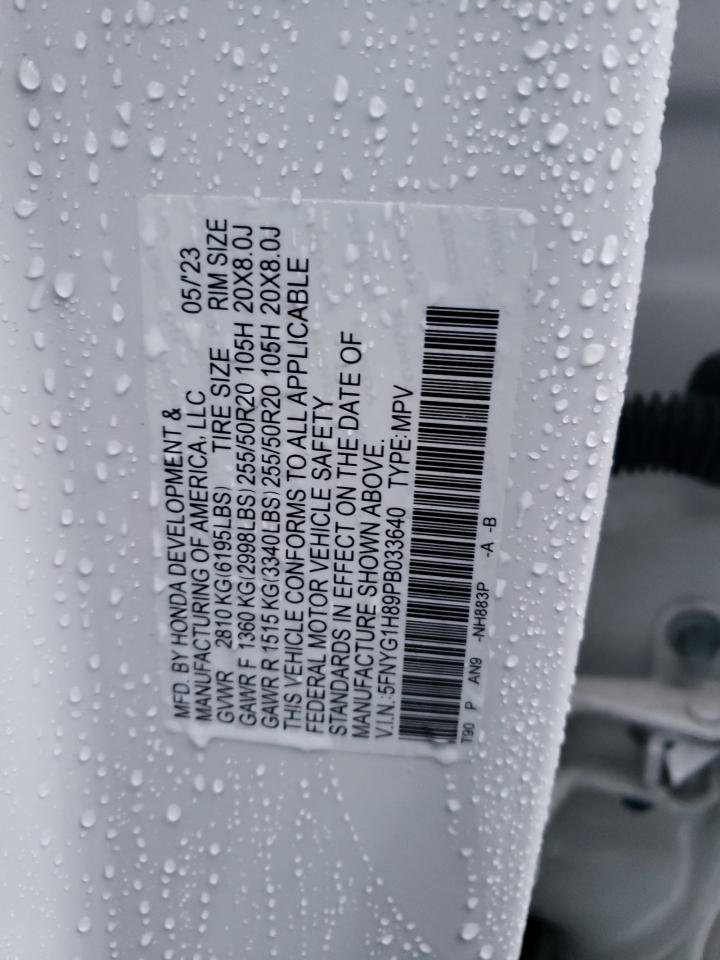 MFD. BY HONDA DEVELOPMENT &
MANUFACTURING OF AMERICA, LLC 05/'23
GVWR 2810 KG(6195LBS) TIRE SIZE RIM SIZE
GAWR F 1360 KG(2998LBS)255/50R20 105H 20X8.0J
GAWR R 1515 KG(3340LBS)255/50R20 105H 20X8.0J
THIS VEHICLE CONFORMS TO ALL APPLICABLE
FEDERAL MOTOR VEHICLE SAFETY
STANDARDS IN EFFECT ON THE DATE OF
MANUFACTURE SHOWN ABOVE.
V.I.N.:5FNYG1H89PB033640 TYPE:MPV
T90 P AN9 -NH883P -A -B